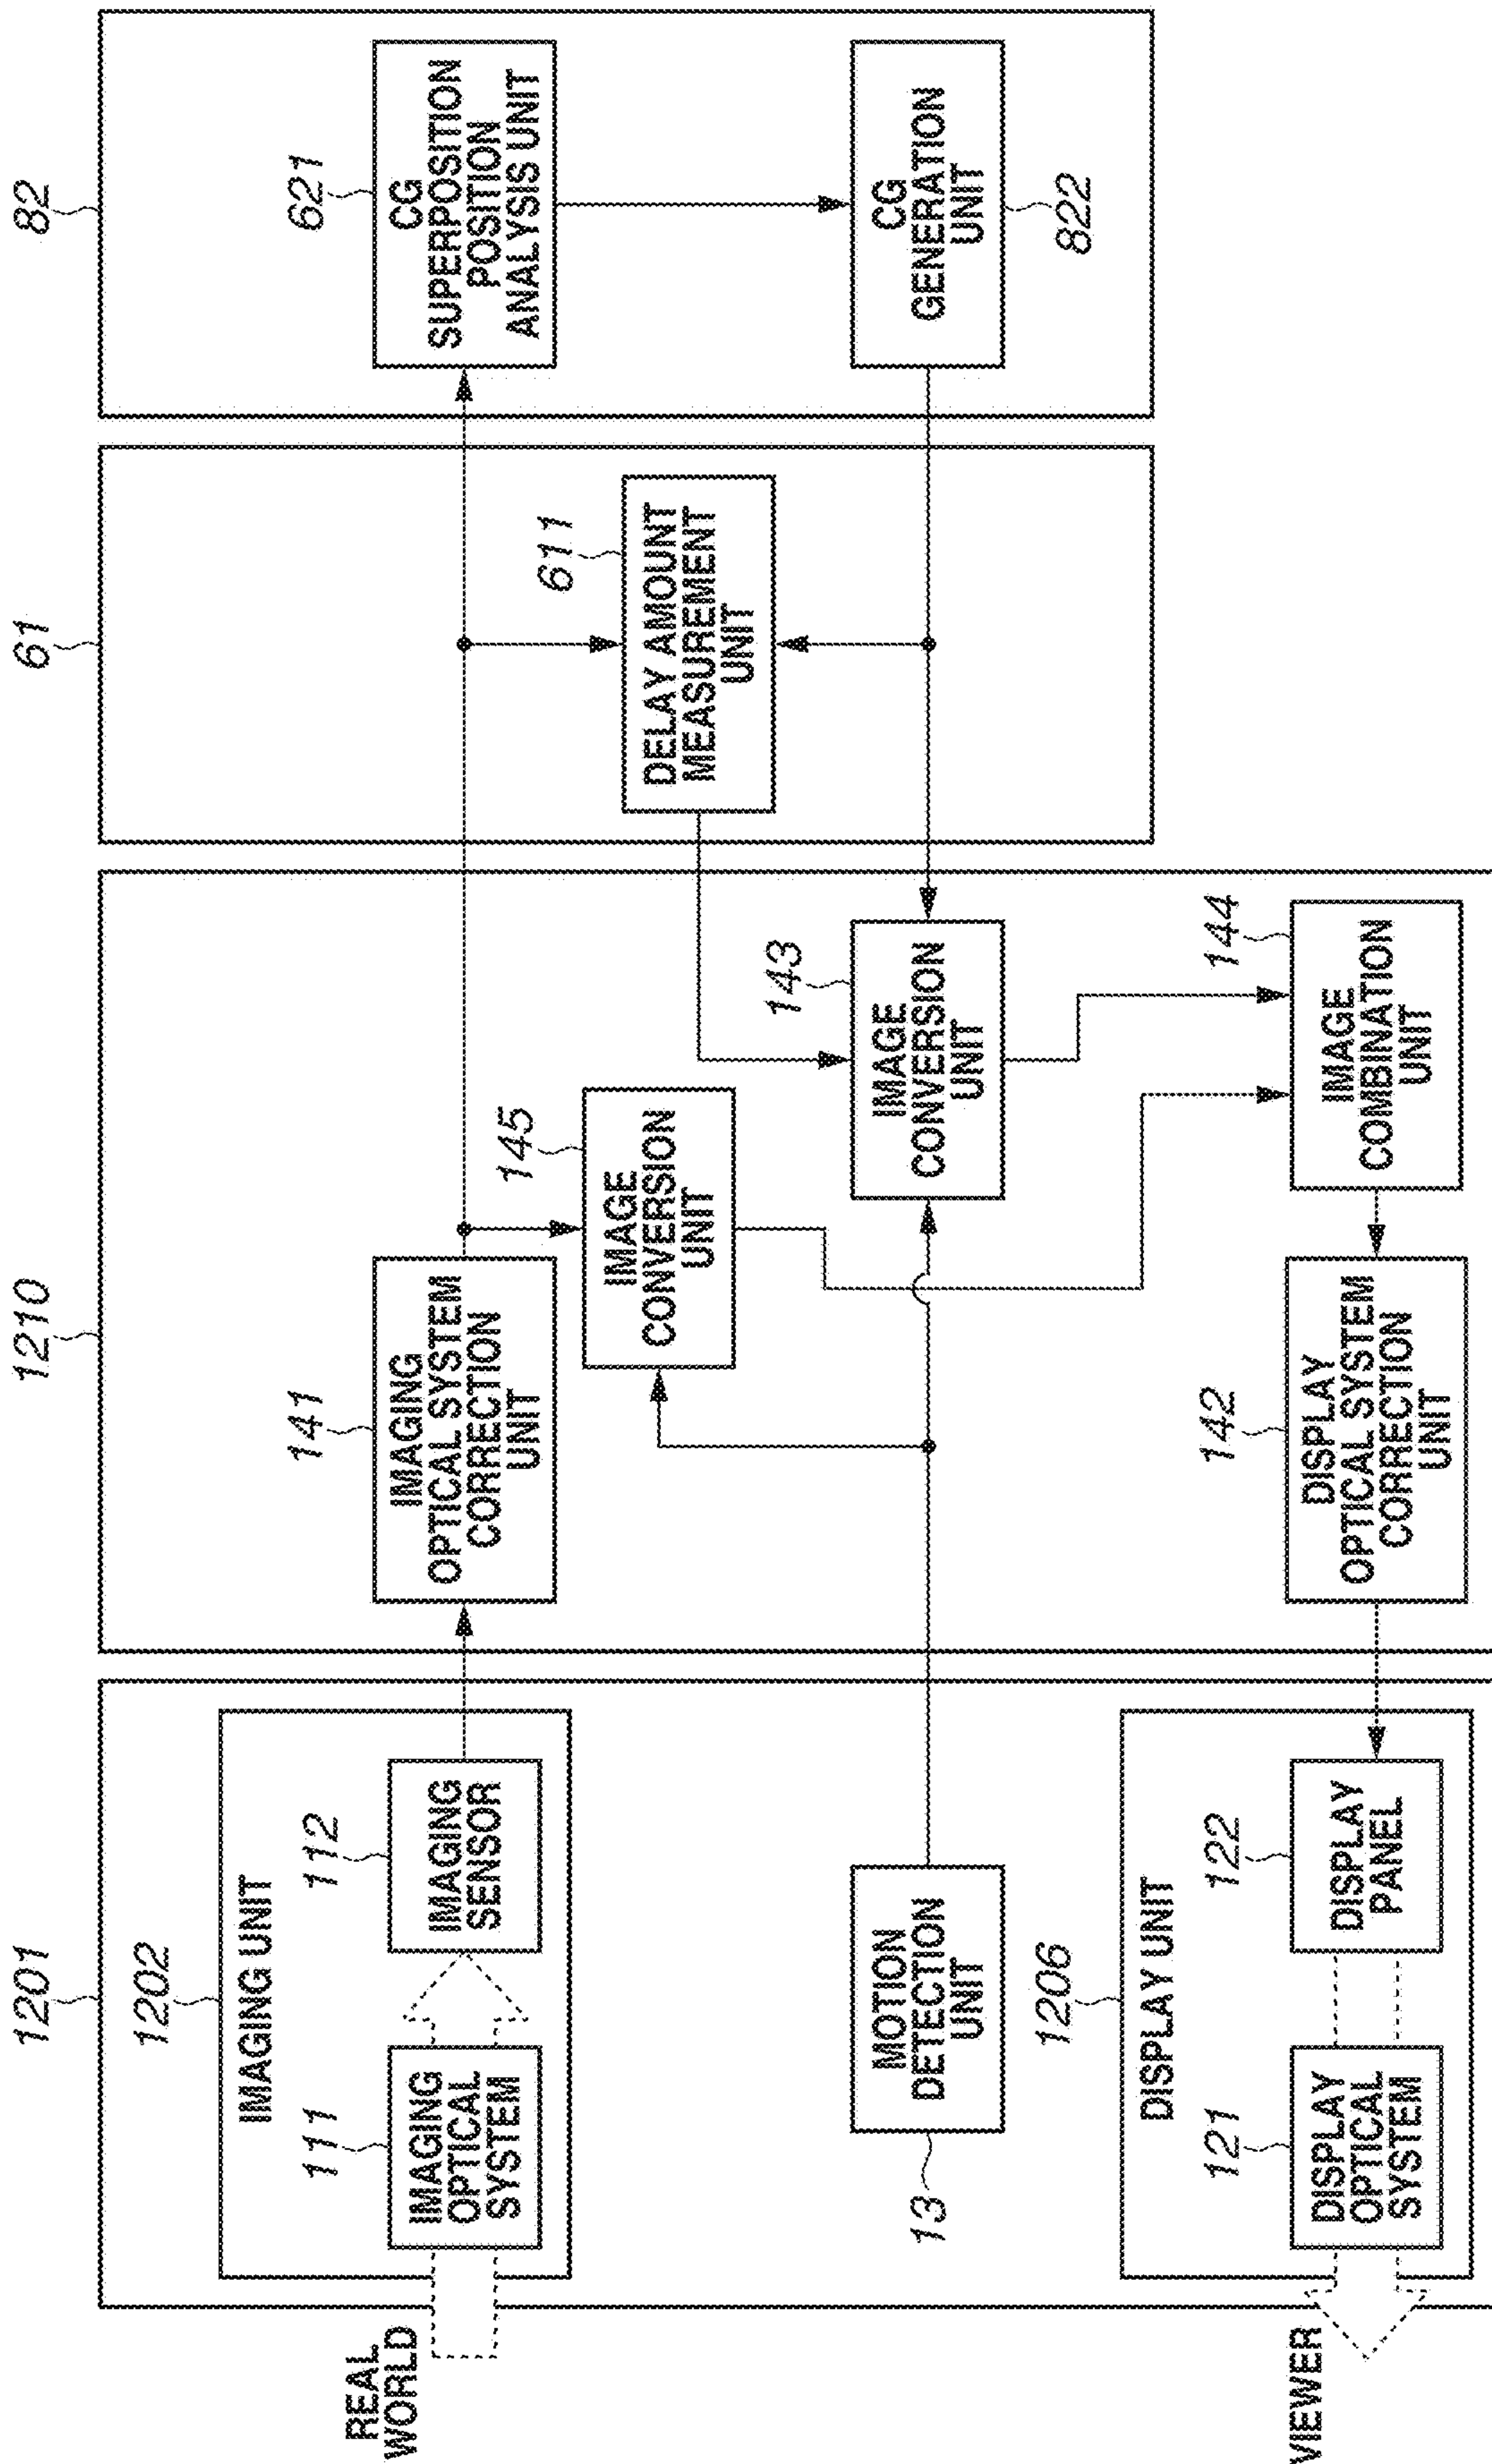 1201
1210
61
82
1202
IMAGING UNIT
REAL
WORLD
111
IMAGING
OPTICAL
SYSTEM
112
IMAGING
SENSOR
141
IMAGING
OPTICAL SYSTEM
CORRECTION
UNIT
145
IMAGE
CONVERSION
UNIT
611
DELAY AMOUNT
MEASUREMENT
UNIT
621
CG
SUPERPOSITION
POSITION
ANALYSIS UNIT
13
MOTION
DETECTION
UNIT
143
IMAGE
CONVERSION
UNIT
CG
GENERATION
UNIT
822
1206
DISPLAY UNIT
VIEWER
121
DISPLAY
OPTICAL
SYSTEM
122
DISPLAY
PANEL
142
DISPLAY
OPTICAL SYSTEM
CORRECTION
UNIT
144
IMAGE
COMBINATION
UNIT